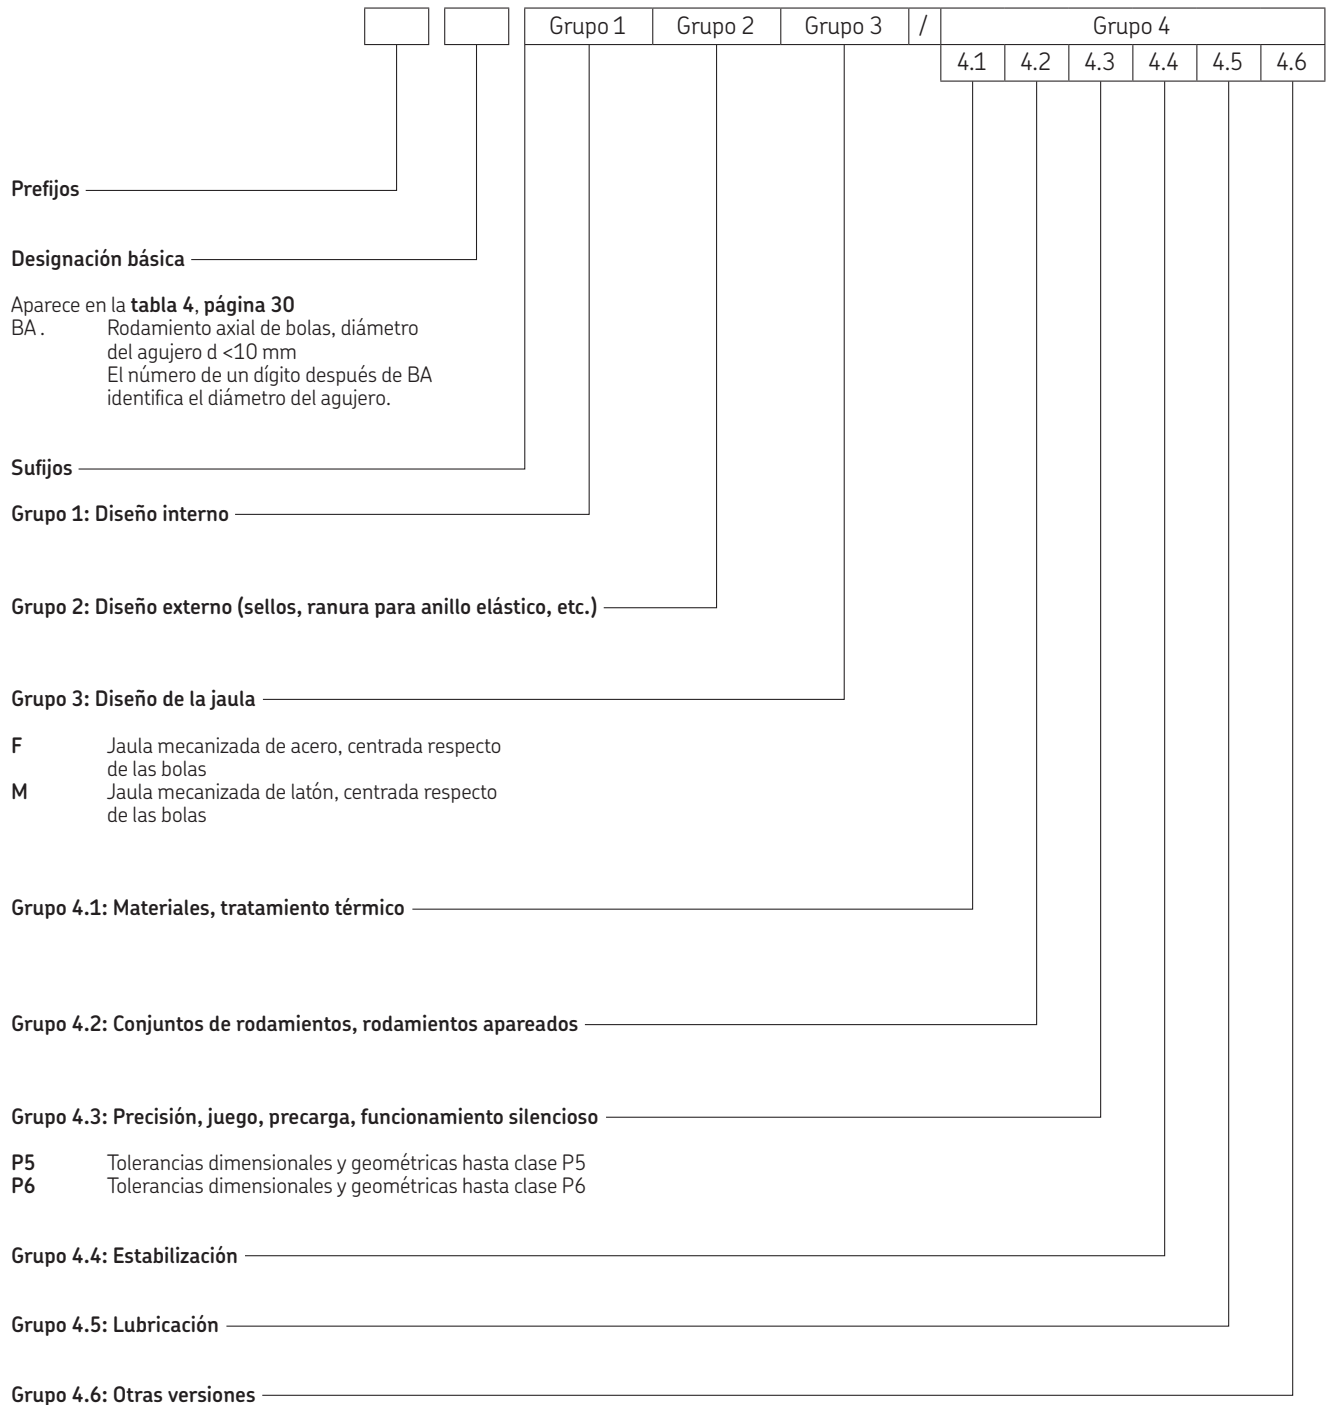 Grupo 1 Grupo 2 Grupo 3 / Grupo 4
4.1 4.2 4.3 4.4 4.5 4.6
Prefijos
Designación básica
Aparece en la tabla 4, página 30
BA . Rodamiento axial de bolas, diámetro
del agujero d <10 mm
El número de un dígito después de BA
identifica el diámetro del agujero.
Sufijos
Grupo 1: Diseño interno
Grupo 2: Diseño externo (sellos, ranura para anillo elástico, etc.)
Grupo 3: Diseño de la jaula
F Jaula mecanizada de acero, centrada respecto
de las bolas
M Jaula mecanizada de latón, centrada respecto
de las bolas
Grupo 4.1: Materiales, tratamiento térmico
Grupo 4.2: Conjuntos de rodamientos, rodamientos apareados
Grupo 4.3: Precisión, juego, precarga, funcionamiento silencioso
P5 Tolerancias dimensionales y geométricas hasta clase P5
P6 Tolerancias dimensionales y geométricas hasta clase P6
Grupo 4.4: Estabilización
Grupo 4.5: Lubricación
Grupo 4.6: Otras versiones